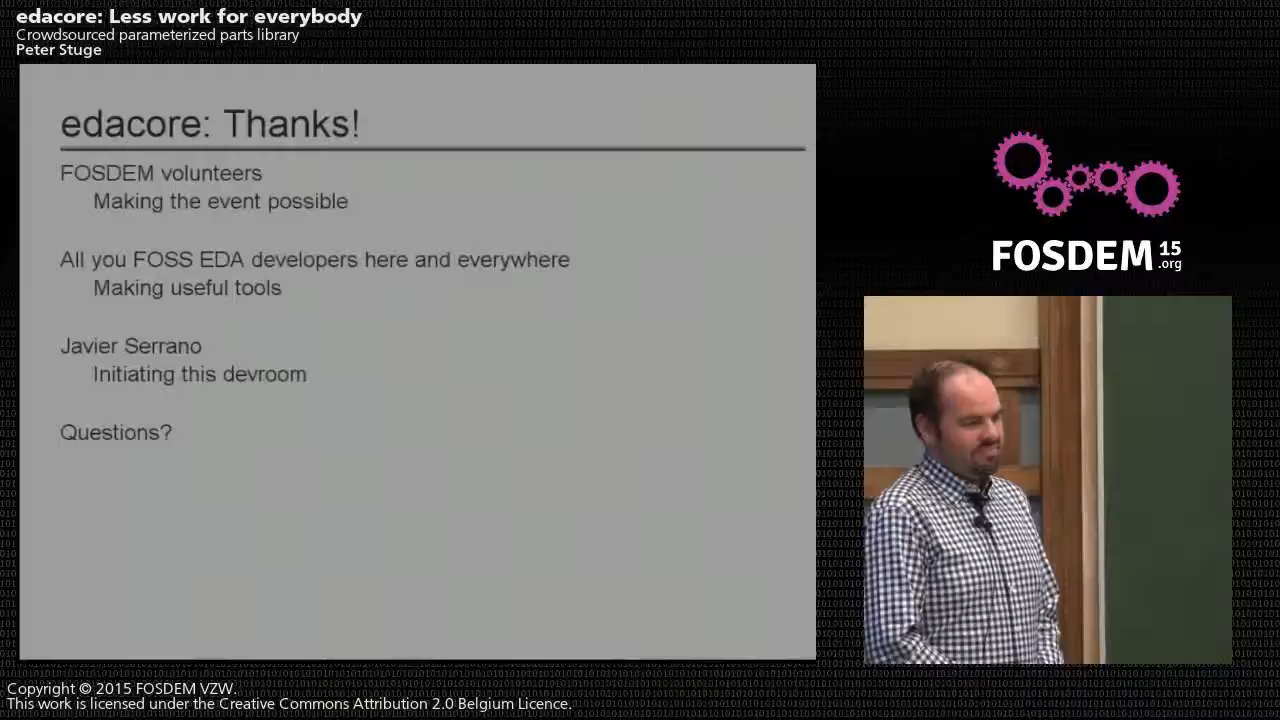 edacore: Less work for everybody
Crowdsourced parameterized parts library
Peter Stuge
edacore: Thanks!
FOSDEM volunteers
Making the event possible
All you FOSS EDA developers here and everywhere
Making useful tools
Javier Serrano
Initiating this devroom
Questions?
FOSDEM 15
.org
Copyright © 2015 FOSDEM VZW.
This work is licensed under the Creative Commons Attribution 2.0 Belgium Licence.